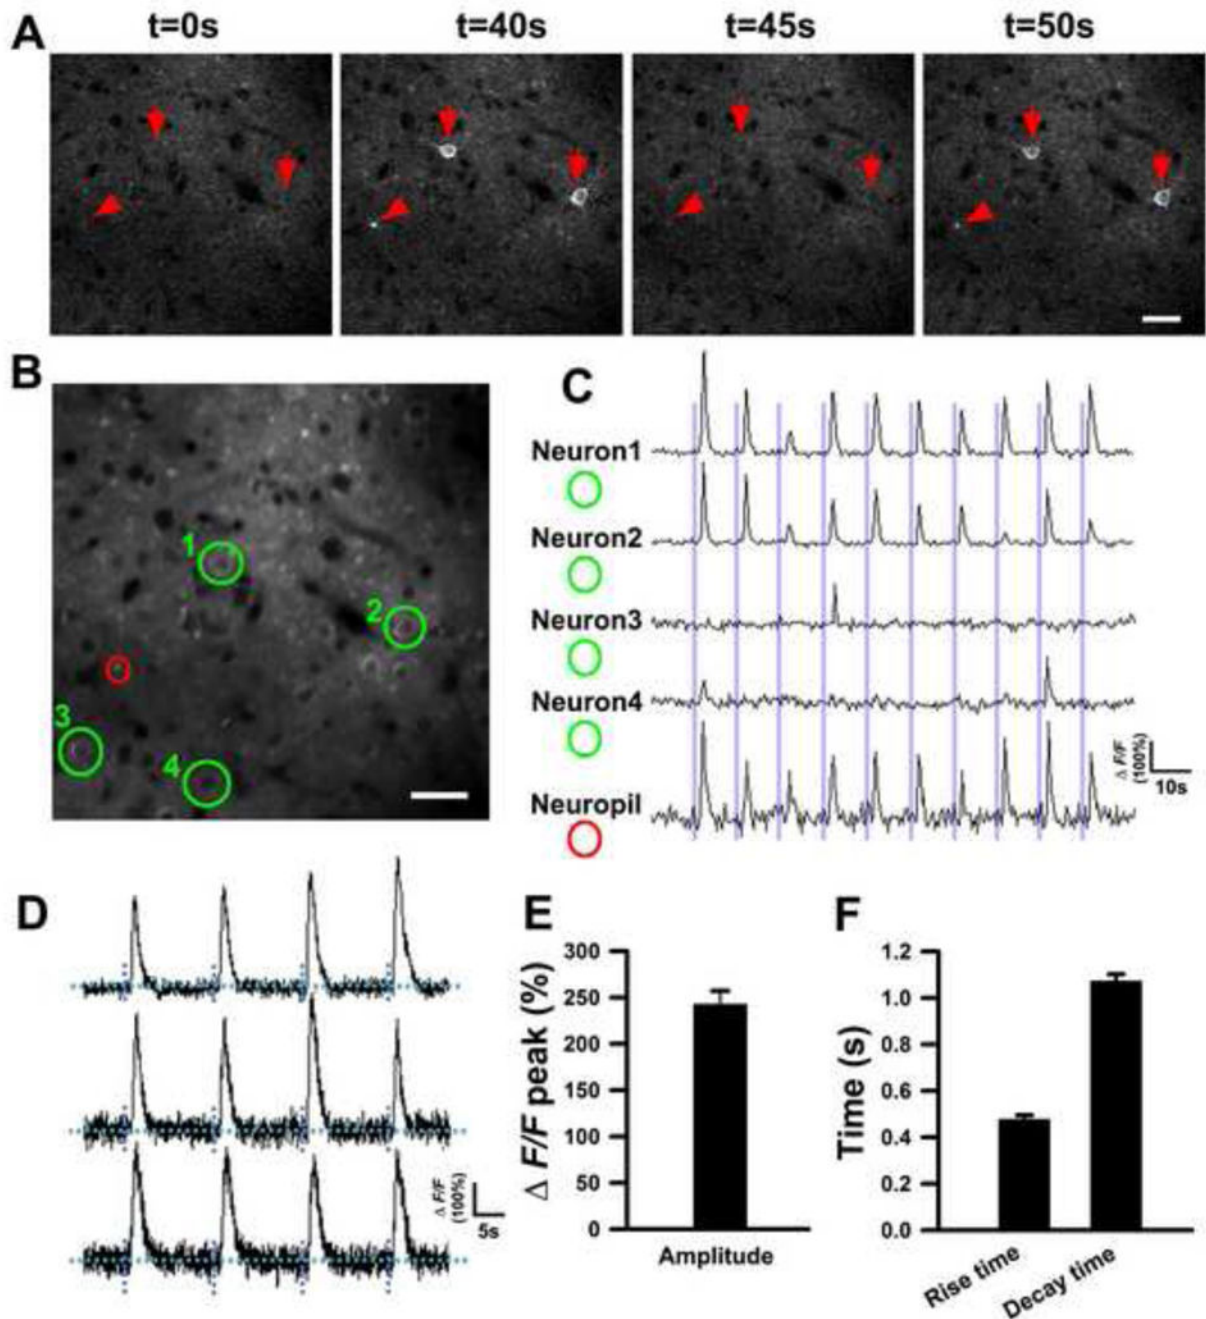 A
t=0s t=40s t=45s t=50s
B
1
2
3
4
C
Neuron1
Neuron2
Neuron3
Neuron4
Neuropil
Δ F/F
(100%)
10s
D
Δ F/F
(100%)
5s
E
Δ F/F peak (%)
300
250
200
150
100
50
0
Amplitude
F
Time (s)
1.2
1.0
0.8
0.6
0.4
0.2
0.0
Rise time
Decay time